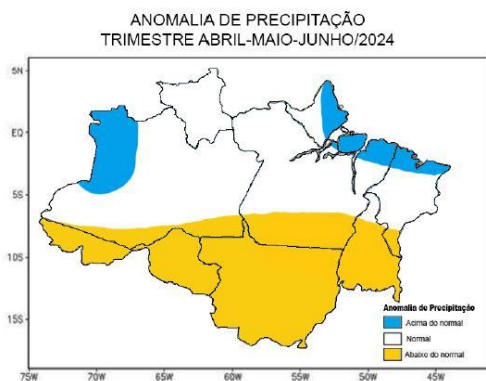 ANOMALIA DE PRECIPITAÇÃO
TRIMESTRE ABRIL-MAIO-JUNHO/2024
5N
EQ
5S
10S
15S
75W
70W
65W
60W
55W
50W
45W
Anomalia de Precipitação
Acima do normal
Normal
Abaixo do normal